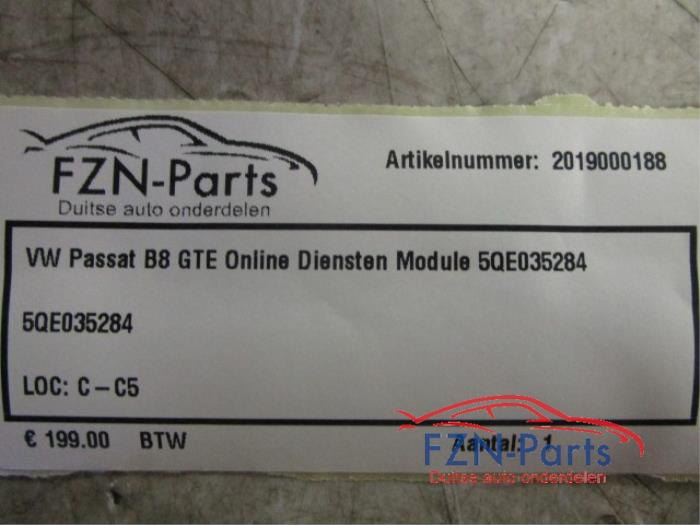 FZN-Parts
Duitse auto onderdelen
Artikelnummer: 2019000188
VW Passat B8 GTE Online Diensten Module 5QE035284
5QE035284
LOC: C-C5
€ 199.00 BTW
Aantal: 1
FZN-Parts
Duitse auto onderdelen